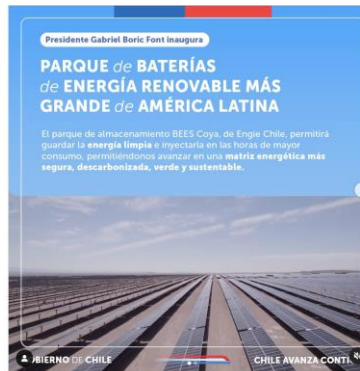 Presidente Gabriel Boric Font inaugura
PARQUE de BATERÍAS
de ENERGÍA RENOVABLE MÁS
GRANDE de AMÉRICA LATINA
El parque de almacenamiento BEES Coya, de Engie Chile, permitirá
guardar la energía limpia e inyectarla en las horas de mayor
consumo, permitiéndonos avanzar en una matriz energética más
segura, descarbonizada, verde y sustentable.
OBIERNO DE CHILE
CHILE AVANZA CONTI